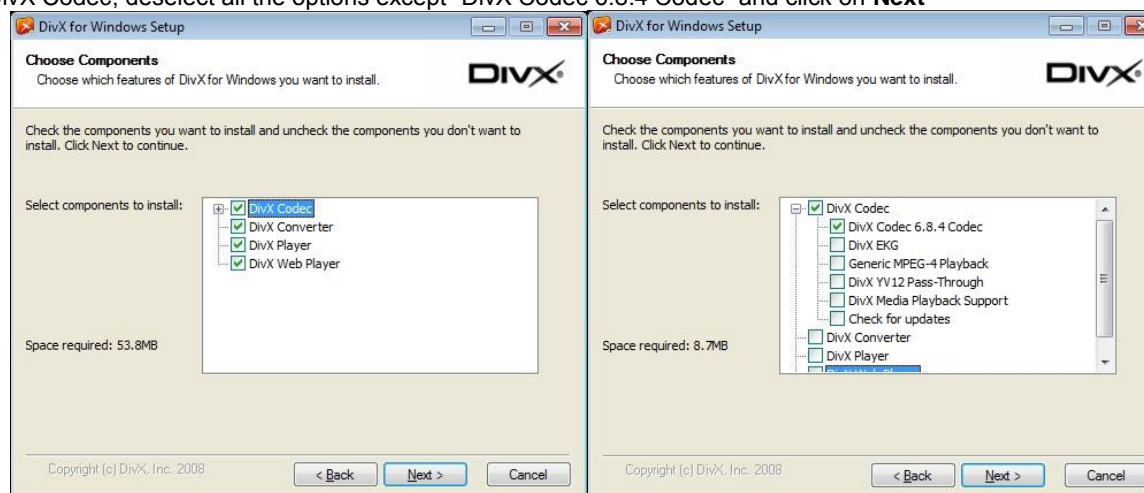 DivX Codec, deselect all the options except "DivX Codec 6.8.4 Codec" and click on Next
DivX for Windows Setup
Choose Components
Choose which features of DivX for Windows you want to install.
DIVX
Check the components you want to install and uncheck the components you don't want to
install. Click Next to continue.
Select components to install:
DivX Codec
DivX Converter
DivX Player
DivX Web Player
Space required: 53.8MB
Copyright (c) DivX, Inc. 2008
< Back
Next >
Cancel
DivX for Windows Setup
Choose Components
Choose which features of DivX for Windows you want to install.
DIVX
Check the components you want to install and uncheck the components you don't want to
install. Click Next to continue.
Select components to install:
DivX Codec
DivX Codec 6.8.4 Codec
DivX EKG
Generic MPEG-4 Playback
DivX YV12 Pass-Through
DivX Media Playback Support
Check for updates
DivX Converter
DivX Player
Space required: 8.7MB
Copyright (c) DivX, Inc. 2008
< Back
Next >
Cancel